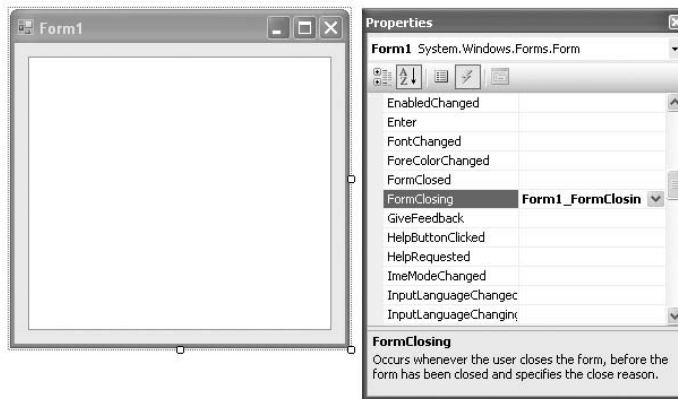 Form1
Properties
Form1 System.Windows.Forms.Form
EnabledChanged
Enter
FontChanged
ForeColorChanged
FormClosed
FormClosing Form1_FormClosin
GiveFeedback
HelpButtonClicked
HelpRequested
ImeModeChanged
InputLanguageChangec
InputLanguageChanging
FormClosing
Occurs whenever the user closes the form, before the
form has been closed and specifies the close reason.